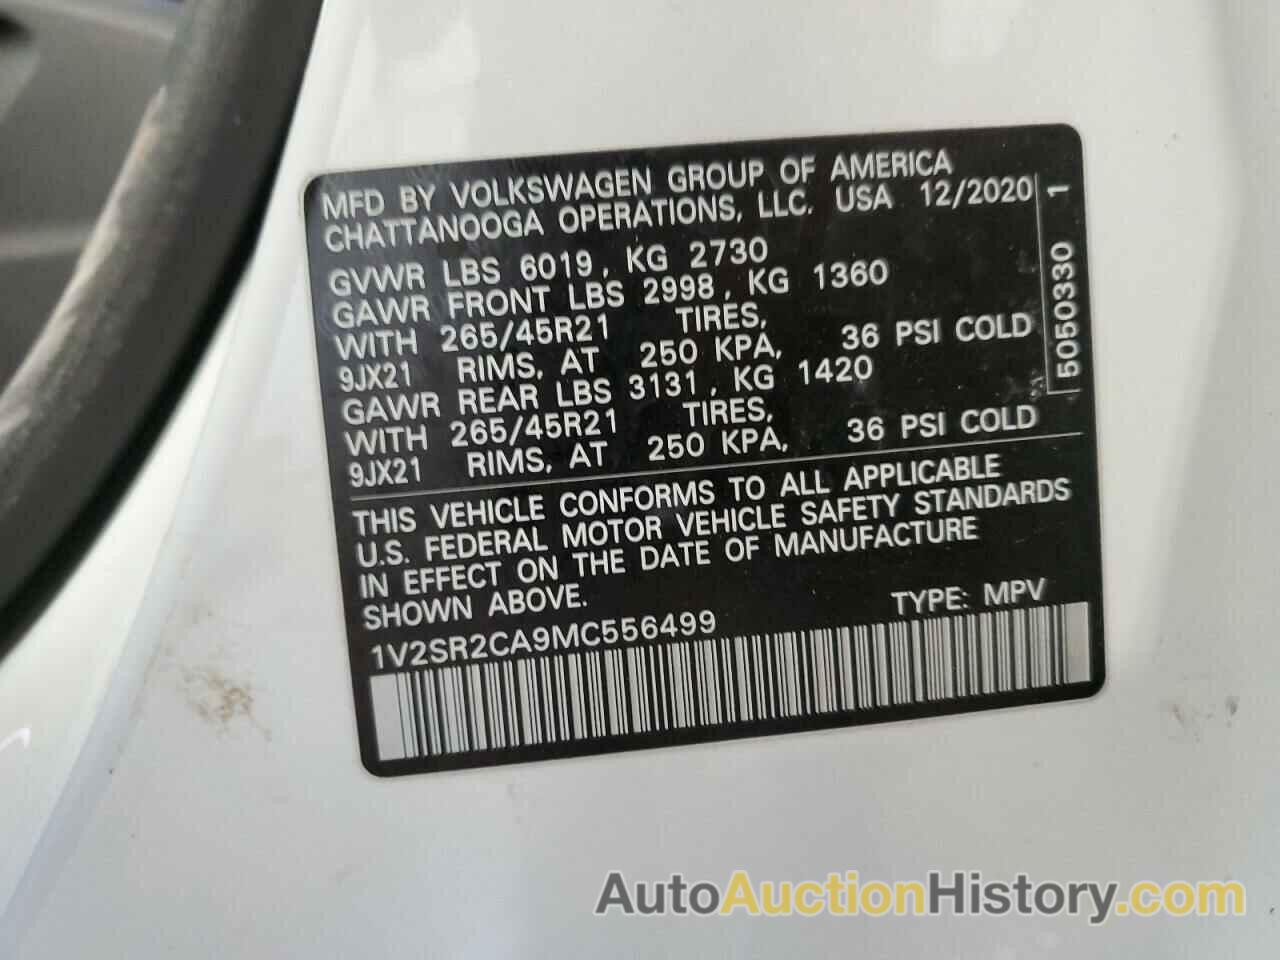 MFD BY VOLKSWAGEN GROUP OF AMERICA
CHATTANOOGA OPERATIONS, LLC. USA 12/2020
GVWR LBS 6019, KG 2730
GAWR FRONT LBS 2998, KG 1360
WITH 265/45R21 TIRES,
9JX21 RIMS, AT 250 KPA, 36 PSI COLD
GAWR REAR LBS 3131, KG 1420
WITH 265/45R21 TIRES,
9JX21 RIMS, AT 250 KPA, 36 PSI COLD
5050330 1
THIS VEHICLE CONFORMS TO ALL APPLICABLE
U.S. FEDERAL MOTOR VEHICLE SAFETY STANDARDS
IN EFFECT ON THE DATE OF MANUFACTURE
SHOWN ABOVE.
TYPE: MPV
1V2SR2CA9MC556499
AutoAuctionHistory.com